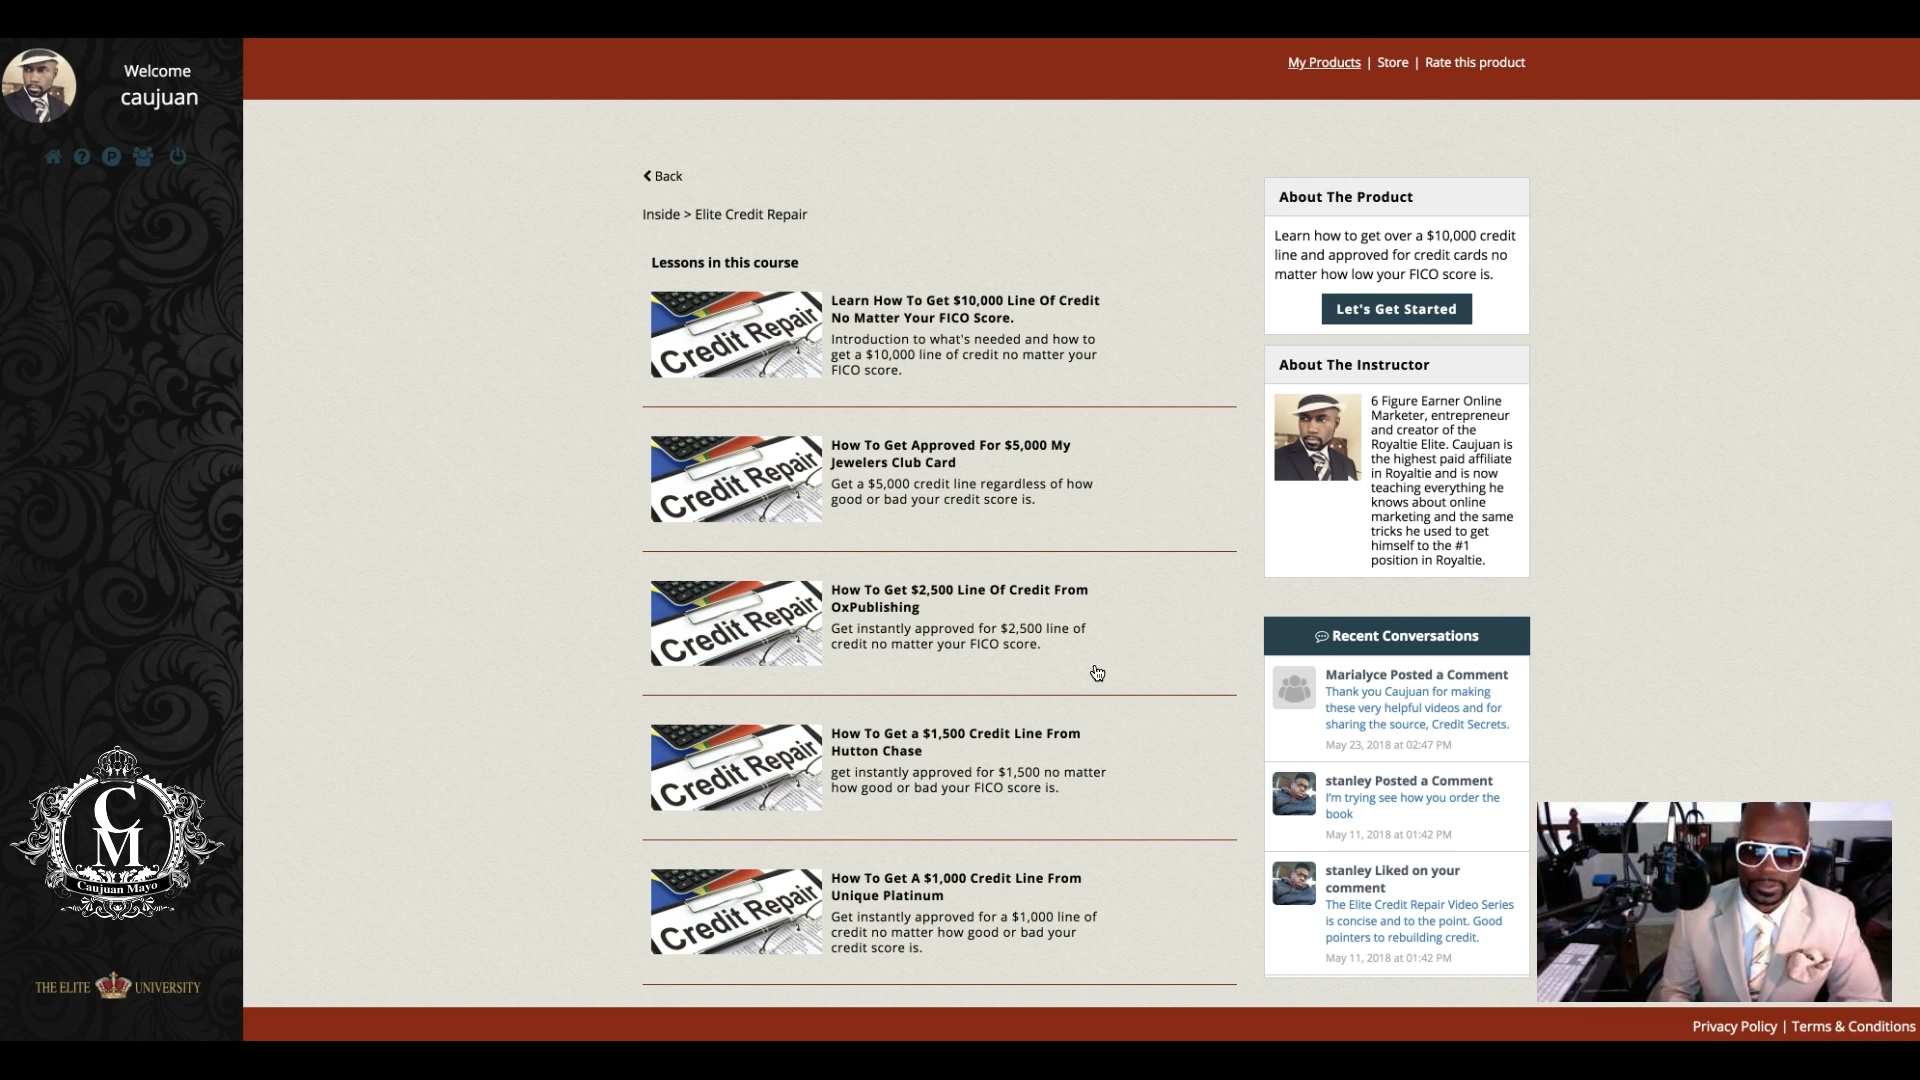 Welcome
caujuan
My Products | Store | Rate this product
Back
Inside > Elite Credit Repair
Lessons in this course
Credit Repair
Learn How To Get $10,000 Line Of Credit
No Matter Your FICO Score.
Introduction to what's needed and how to
get a $10,000 line of credit no matter your
FICO score.
Credit Repair
How To Get Approved For $5,000 My
Jewelers Club Card
Get a $5,000 credit line regardless of how
good or bad your credit score is.
Credit Repair
How To Get $2,500 Line Of Credit From
OxPublishing
Get instantly approved for $2,500 line of
credit no matter your FICO score.
Credit Repair
How To Get a $1,500 Credit Line From
Hutton Chase
get instantly approved for $1,500 no matter
how good or bad your FICO score is.
Credit Repair
How To Get A $1,000 Credit Line From
Unique Platinum
Get instantly approved for a $1,000 line of
credit no matter how good or bad your
credit score is.
About The Product
Learn how to get over a $10,000 credit
line and approved for credit cards no
matter how low your FICO score is.
Let's Get Started
About The Instructor
6 Figure Earner Online
Marketer, entrepreneur
and creator of the
Royaltie Elite. Caujuan is
the highest paid affiliate
in Royaltie and is now
teaching everything he
knows about online
marketing and the same
tricks he used to get
himself to the #1
position in Royaltie.
Recent Conversations
Marialyce Posted a Comment
Thank you Caujuan for making
these very helpful videos and for
sharing the source, Credit Secrets.
May 23, 2018 at 02:47 PM
stanley Posted a Comment
I'm trying see how you order the
book
May 11, 2018 at 01:42 PM
stanley Liked on your
comment
The Elite Credit Repair Video Series
is concise and to the point. Good
pointers to rebuilding credit.
May 11, 2018 at 01:42 PM
C
M
Caujuan Mayo
THE ELITE UNIVERSITY
Privacy Policy | Terms & Conditions